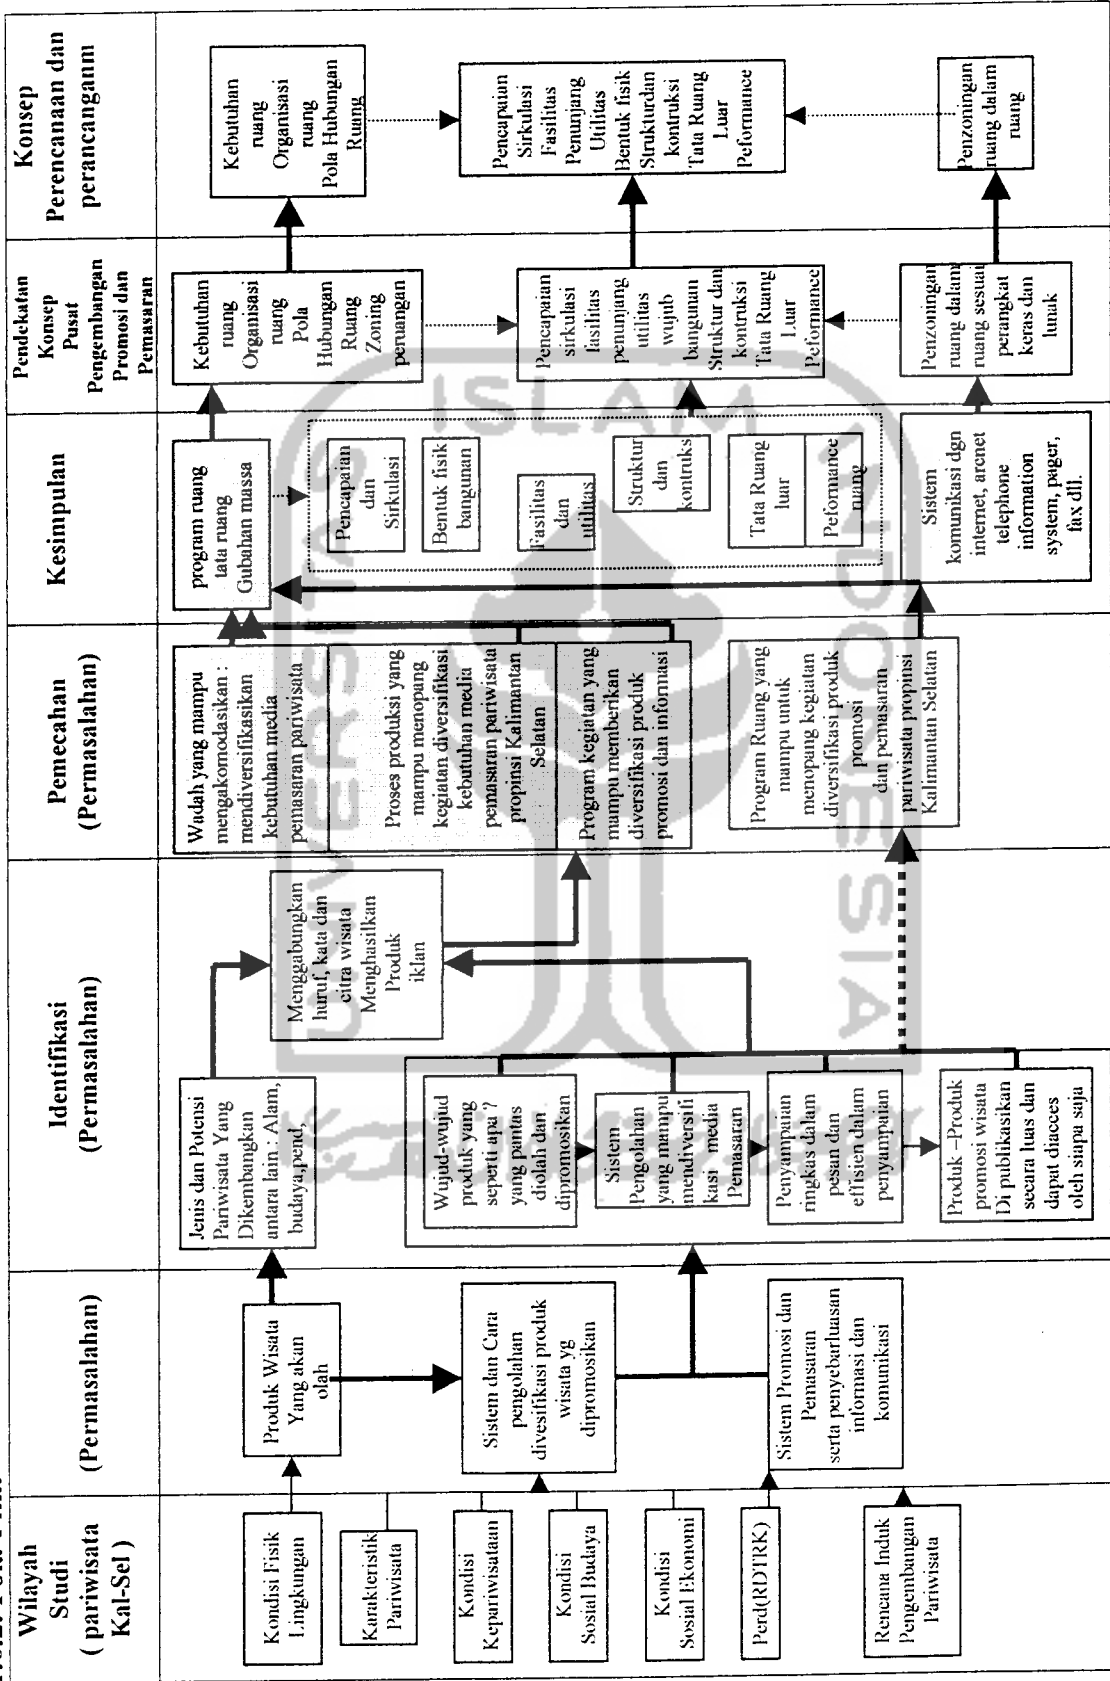 Wilayah
Studi
( pariwisata
Kal-Sel )
(Permasalahan)
Identifikasi
(Permasalahan)
Pemecahan
(Permasalahan)
Kesimpulan
Pendekatan
Konsep
Pusat
Pengembangan
Promosi dan
Pemasaran
Konsep
Perencanaan dan
perancanganm
Kondisi Fisik
Lingkungan
Karakteristik
Pariwisata
Kondisi
Kepariwisataan
Kondisi
Sosial Budaya
Kondisi
Sosial Ekonomi
Perd(RDTRK)
Rencana Induk
Pengembangan
Pariwisata
Produk Wisata
Yang akan
olah
Sistem dan Cara
pengolahan
divesifikasi produk
wisata yg
dipromosikan
Sistem Promosi dan
Pemasaran
serta penyebarluasan
informasi dan
komunikasi
Jenis dan Potensi
Pariwisata Yang
Dikembangkan
antara lain : Alam,
budaya,pend,
Menggabungkan
huruf, kata dan
citra wisata
Menghasilkan
Produk
iklan
Wujud-wujud
produk yang
seperti apa ?
yang pantas
diolah dan
dipromosikan
Sistem
Pengolahan
yang mampu
mendiversifi
kasi media
Pemasaran
Penyampaian
ringkas dalam
pesan dan
effisien dalam
penyampaian
Produk –Produk
promosi wisata
Di publikasikan
secara luas dan
dapat diacces
oleh siapa saja
Wadah yang mampu
mengakomodasikan :
mendiversifikasikan
kebutuhan media
pemasaran pariwisata
Proses produksi yang
mampu menopang
kegiatan diversifikasi
kebutuhan media
pemasaran pariwisata
propinsi Kalimantan
Selatan
Program kegiatan yang
mampu memberikan
diversifikasi produk
promosi dan informasi
Program Ruang yang
mampu untuk
menopang kegiatan
diversifikasi produk
promosi
dan pemasaran
pariwisata propinsi
Kalimantan Selatan
program ruang
tata ruang
Gubahan massa
Pencapaian
dan
Sirkulasi
Bentuk fisik
bangunan
Fasilitas
dan
utilitas
Struktur
dan
kontruks
Tata Ruang
luar
Peformance
ruang
Sistem
komunikasi dgn
internet, arcnet
telephone
information
system, pager,
fax dll.
Kebutuhan
ruang
Organisasi
ruang
Pola
Hubungan
Ruang
Zoning
peruangan
Pencapaian
sirkulasi
fasilitas
penunjang
utilitas
wujub
bangunan
Struktur dan
kontruksi
Tata Ruang
Luar
Peformance
Penzoningan
ruang dalam
ruang sesuai
perangkat
keras dan
lunak
Kebutuhan
ruang
Organisasi
ruang
Pola Hubungan
Ruang
Pencapaian
Sirkulasi
Fasilitas
Penunjang
Utilitas
Bentuk fisik
Strukturdan
kontruksi
Tata Ruang
Luar
Peformance
Penzoningan
ruang dalam
ruang
ISLAM
UNIVERSITAS
INDONESIA